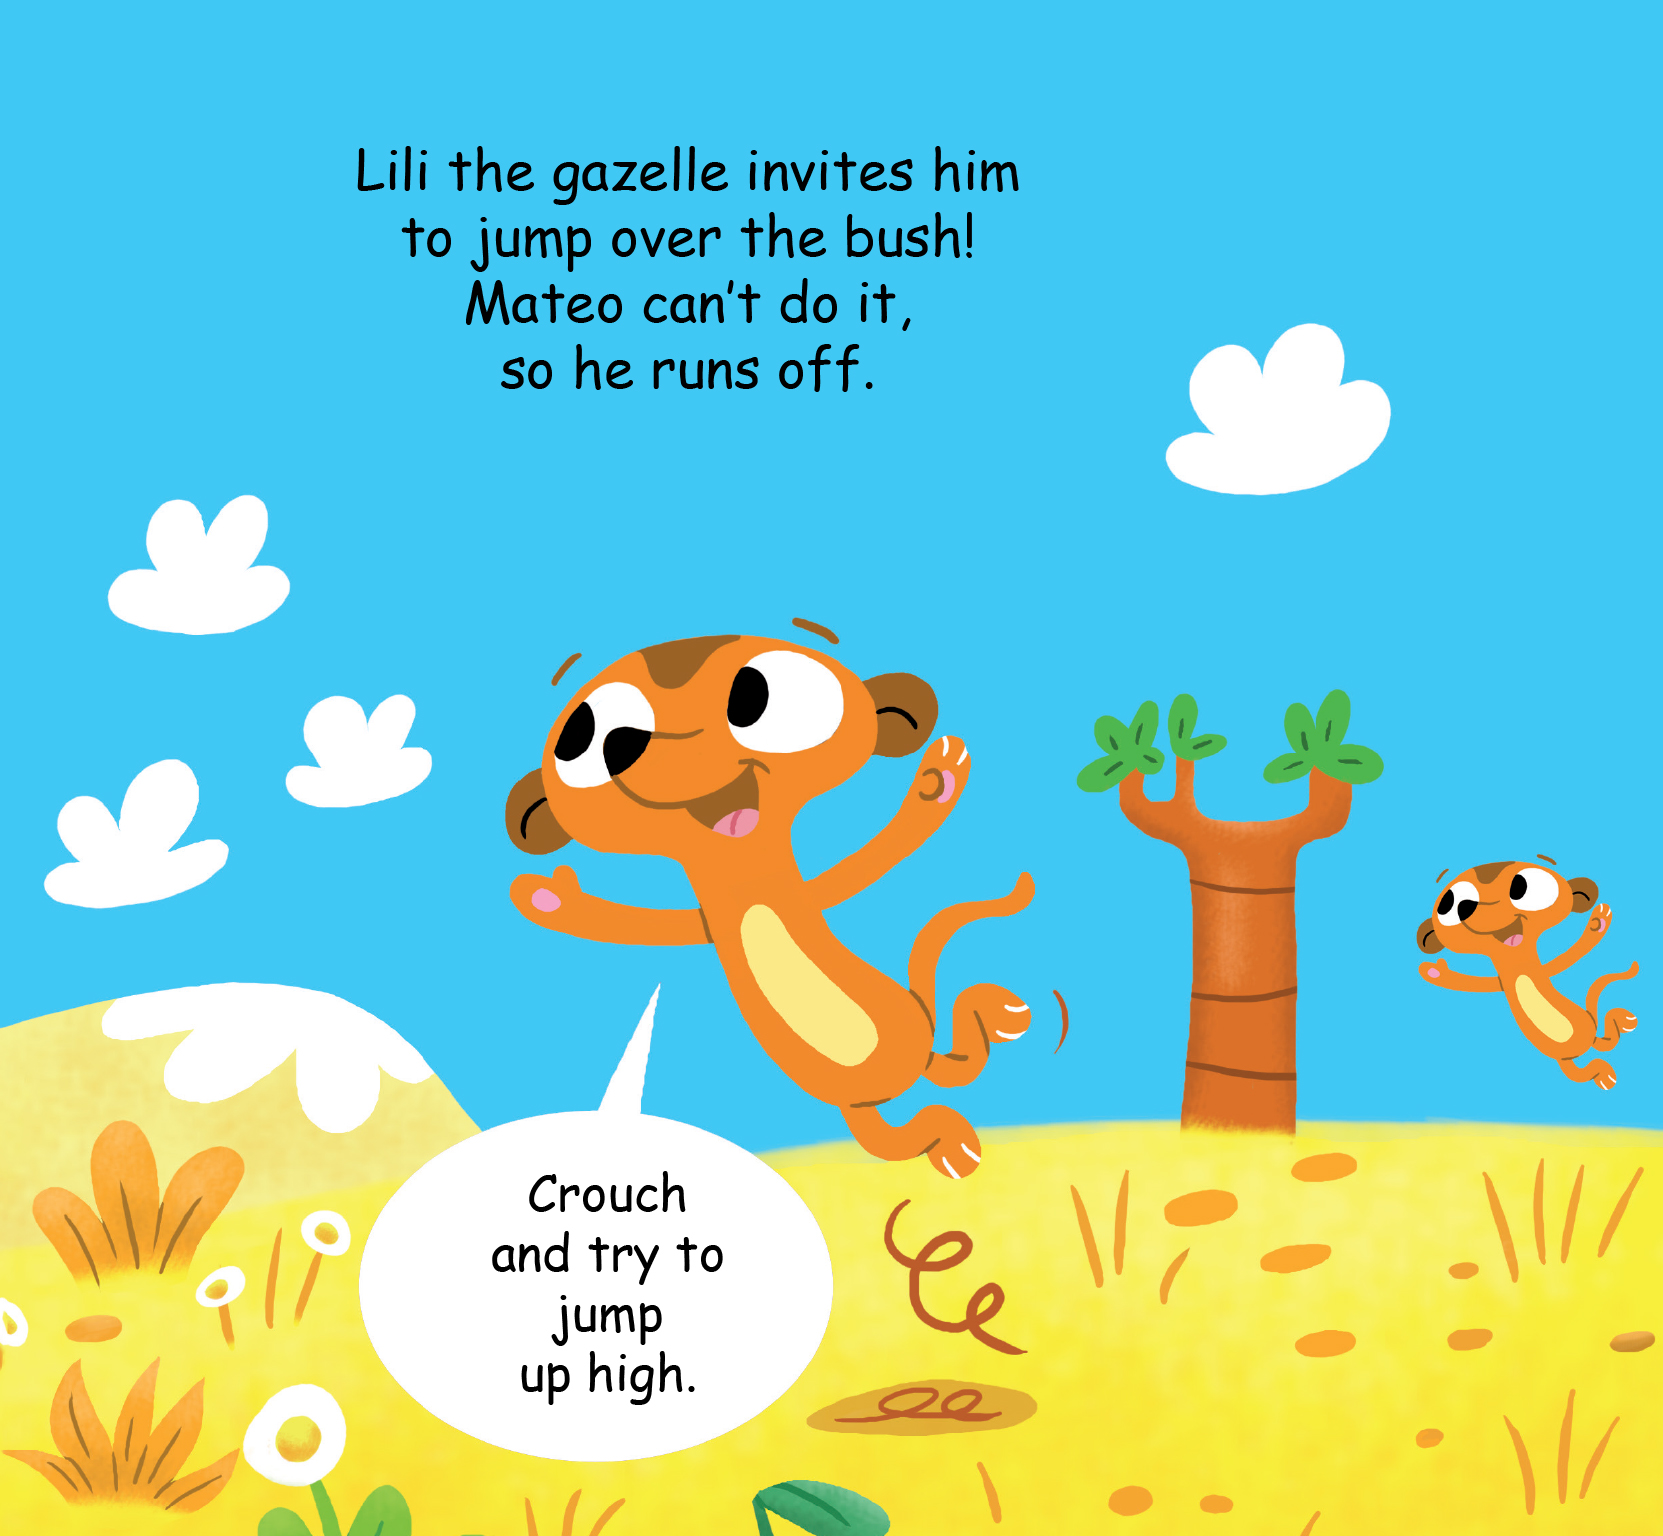 Lili the gazelle invites him
to jump over the bush!
Mateo can't do it,
so he runs off.
Crouch
and try to
jump
up high.